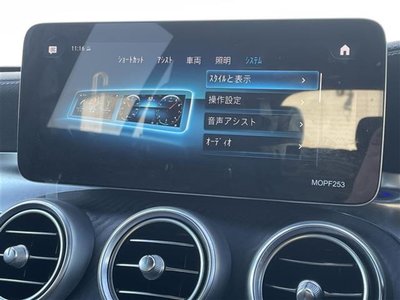 11:16
ショートカット アシスト 車両 照明 システム
スタイルと表示
操作設定
音声アシスト
オーディオ
MOPF253